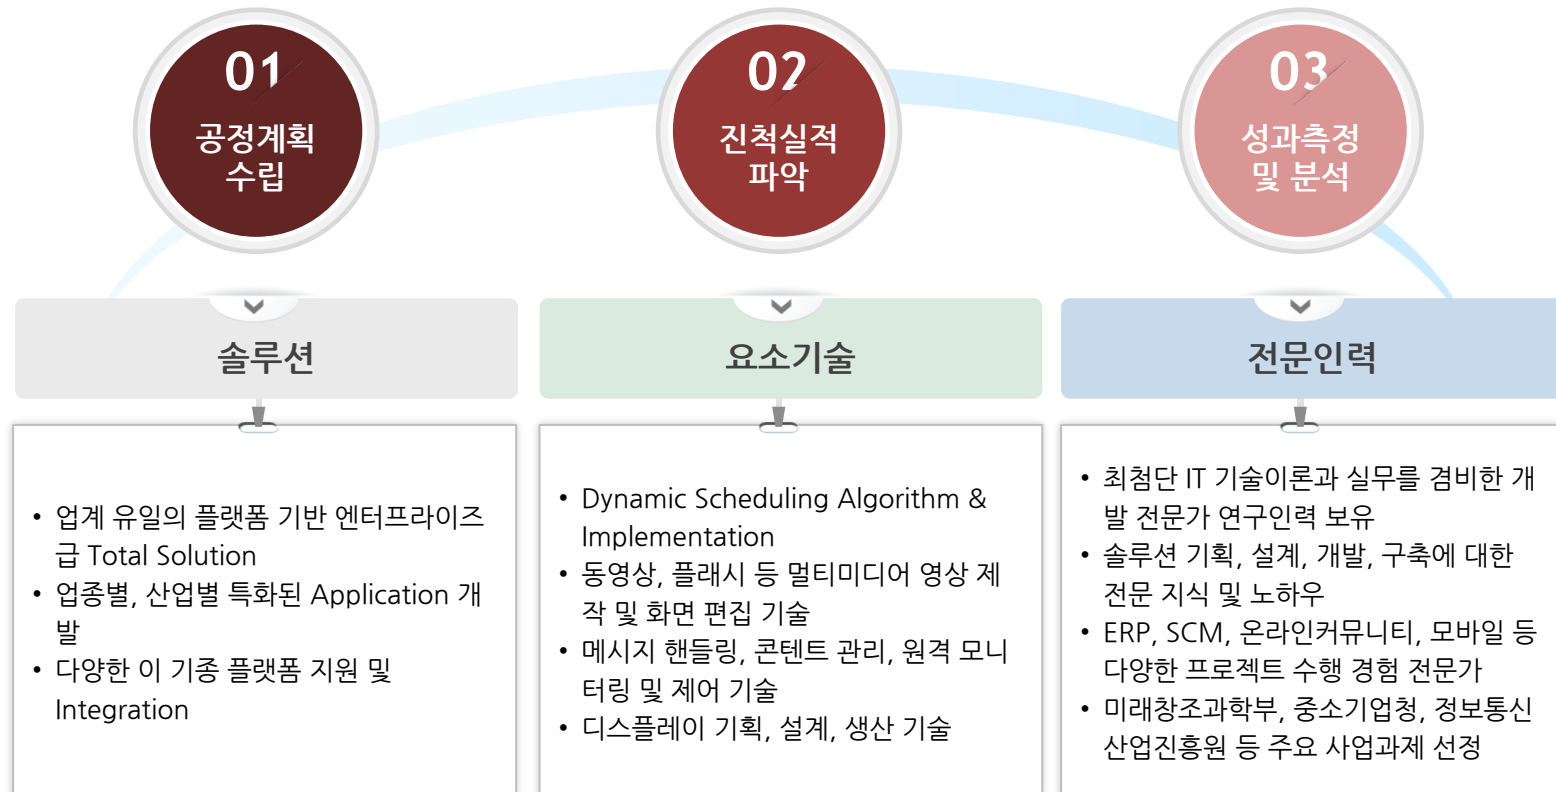 01
공정계획
수립
02
진척실적
파악
03
성과측정
및 분석
솔루션
요소기술
전문인력
• 업계 유일의 플랫폼 기반 엔터프라이즈
급 Total Solution
• 업종별, 산업별 특화된 Application 개
발
• 다양한 이 기종 플랫폼 지원 및
Integration
• Dynamic Scheduling Algorithm &
Implementation
• 동영상, 플래시 등 멀티미디어 영상 제
작 및 화면 편집 기술
• 메시지 핸들링, 콘텐트 관리, 원격 모니
터링 및 제어 기술
• 디스플레이 기획, 설계, 생산 기술
• 최첨단 IT 기술이론과 실무를 겸비한 개
발 전문가 연구인력 보유
• 솔루션 기획, 설계, 개발, 구축에 대한
전문 지식 및 노하우
• ERP, SCM, 온라인커뮤니티, 모바일 등
다양한 프로젝트 수행 경험 전문가
• 미래창조과학부, 중소기업청, 정보통신
산업진흥원 등 주요 사업과제 선정